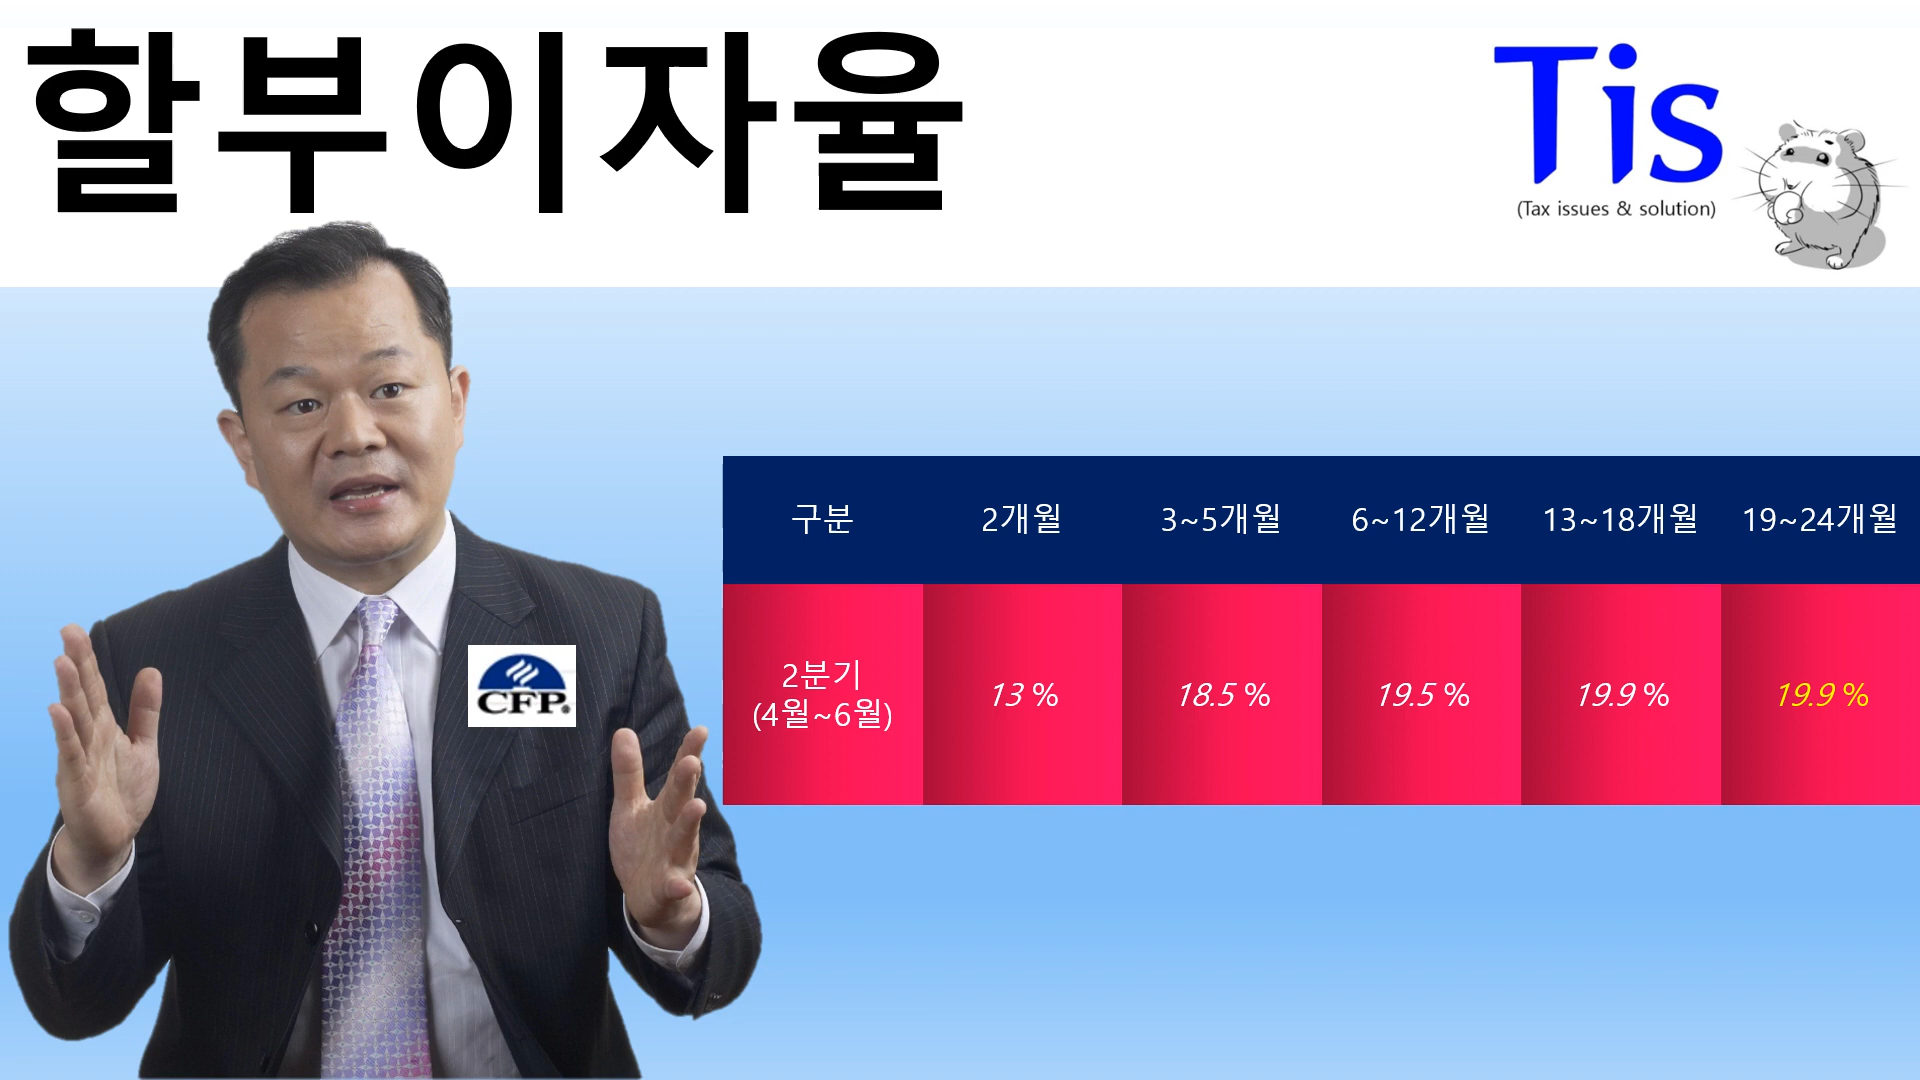 할부이자율
Tis
(Tax issues & solution)
CFP®
구분 2개월 3~5개월 6~12개월 13~18개월 19~24개월
2분기
(4월~6월) 13 % 18.5 % 19.5 % 19.9 % 19.9 %